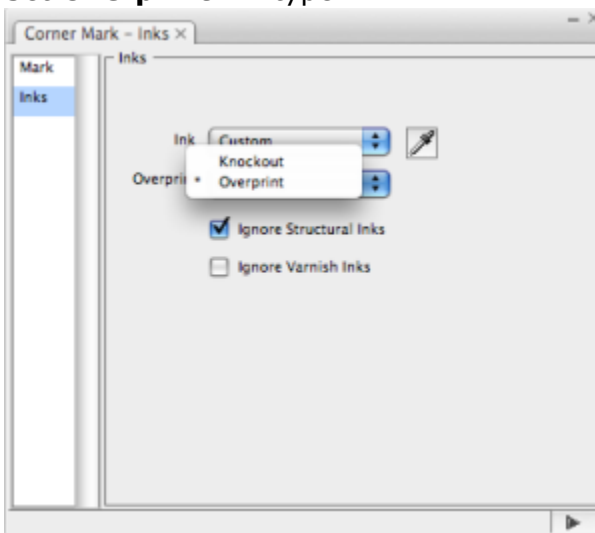 Corner Mark – Inks ×
Mark
Inks
Inks
Ink Custom
Knockout
Overprint
Ignore Structural Inks
Ignore Varnish Inks